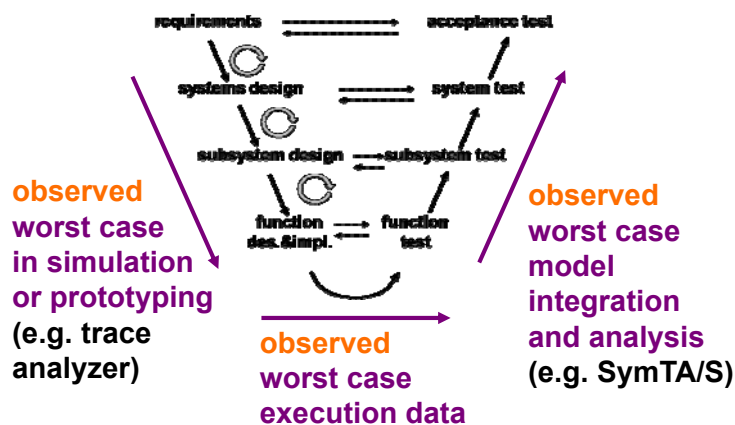 requirements
acceptance test
systems design
system test
subsystem design
subsystem test
function
des.&impl.
function
test
observed
worst case
in simulation
or prototyping
(e.g. trace
analyzer)
observed
worst case
execution data
observed
worst case
model
integration
and analysis
(e.g. SymTA/S)